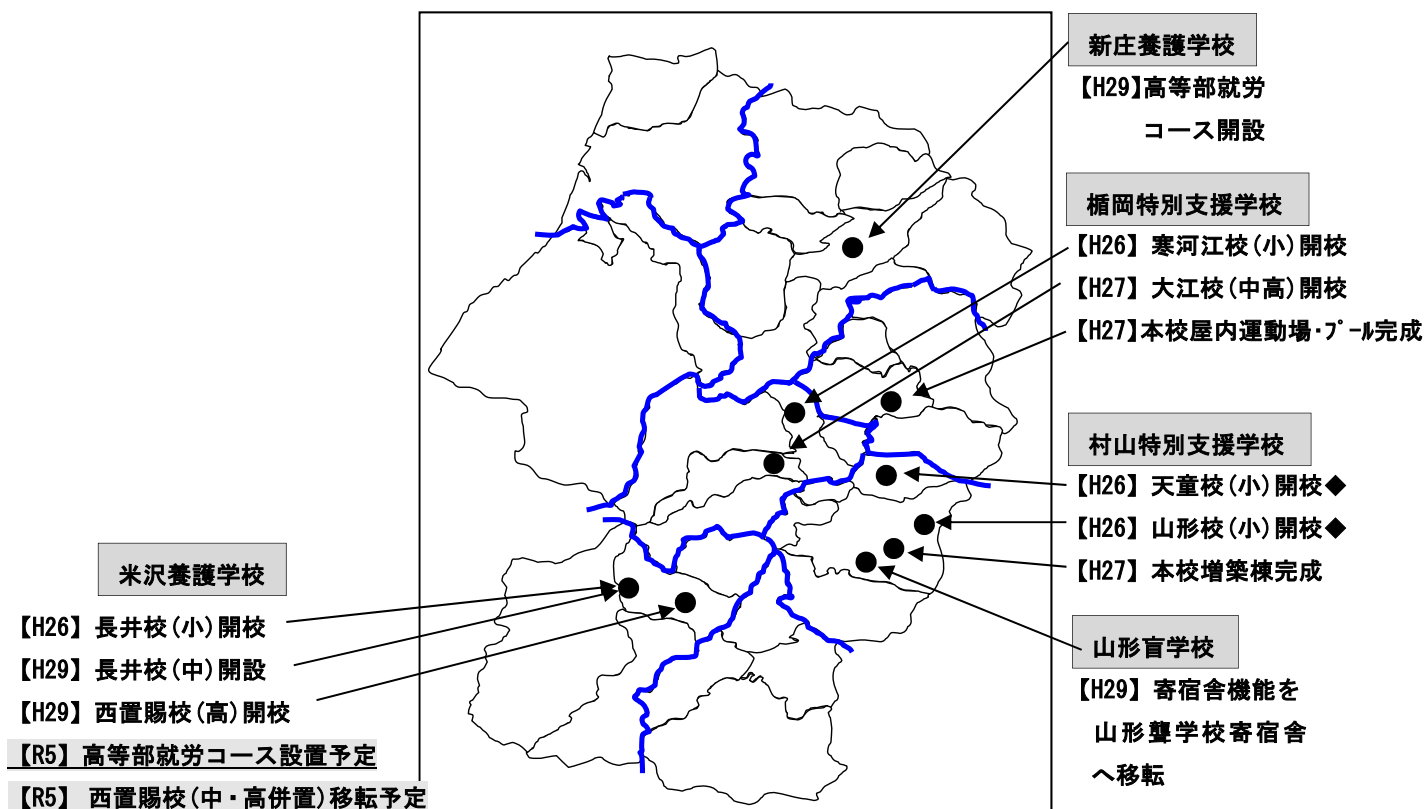 新庄養護学校
【H29】高等部就労
コース開設
楯岡特別支援学校
【H26】 寒河江校(小)開校
【H27】 大江校(中高)開校
【H27】本校屋内運動場・プール完成
村山特別支援学校
【H26】 天童校(小)開校◆
【H26】 山形校(小)開校◆
【H27】 本校増築棟完成
山形盲学校
【H29】 寄宿舎機能を
山形聾学校寄宿舎
へ移転
米沢養護学校
【H26】 長井校(小)開校
【H29】 長井校(中)開設
【H29】 西置賜校(高)開校
【R5】 高等部就労コース設置予定
【R5】 西置賜校(中・高併置)移転予定